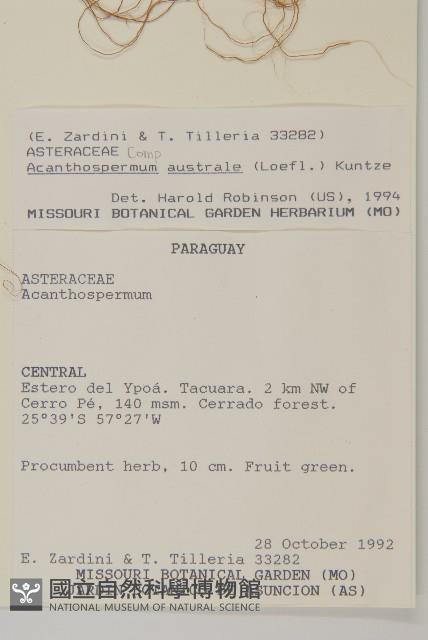 (E. Zardini & T. Tilleria 33282)
ASTERACEAE Comp
Acanthospermum australe (Loefl.) Kuntze
Det. Harold Robinson (US), 1994
MISSOURI BOTANICAL GARDEN HERBARIUM (MO)
PARAGUAY
ASTERACEAE
Acanthospermum
CENTRAL
Estero del Ypoá. Tacuara. 2 km NW of
Cerro Pé, 140 msm. Cerrado forest.
25°39'S 57°27'W
Procumbent herb, 10 cm. Fruit green.
28 October 1992
E. Zardini & T. Tilleria 33282
MISSOURI BOTANICAL GARDEN (MO)
(AS)
國立自然科學博物館
NATIONAL MUSEUM OF NATURAL SCIENCE